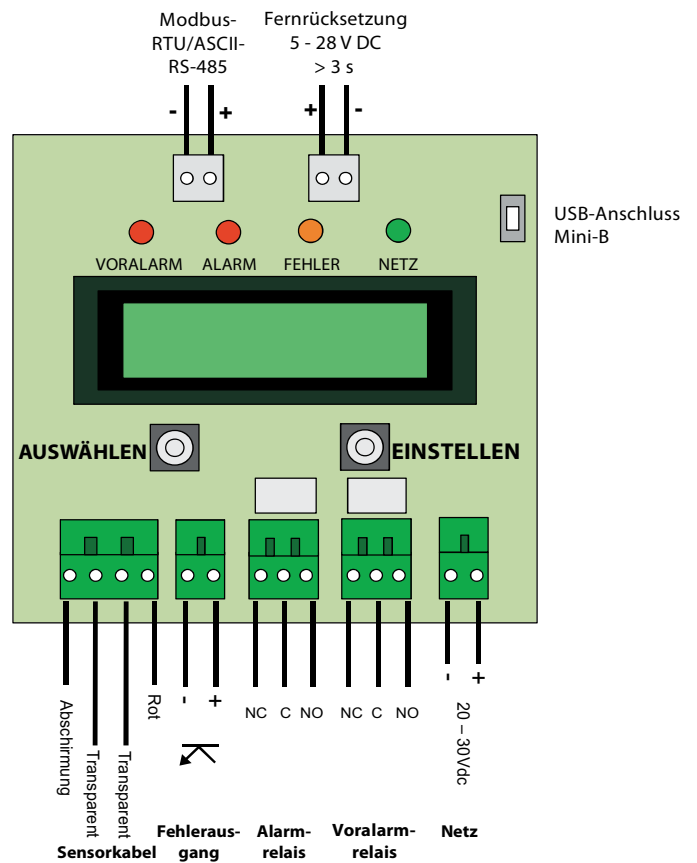 Modbus-
RTU/ASCII-
RS-485
Fernrücksetzung
5 - 28 V DC
> 3 s
- +
+ -
USB-Anschluss
Mini-B
VORALARM ALARM FEHLER NETZ
AUSWÄHLEN EINSTELLEN
Abschirmung
Transparent
Transparent
Rot
- +
NC C NO
NC C NO
- +
20 – 30Vdc
Sensorkabel
Fehleraus-
gang
Alarm-
relais
Voralarm-
relais
Netz